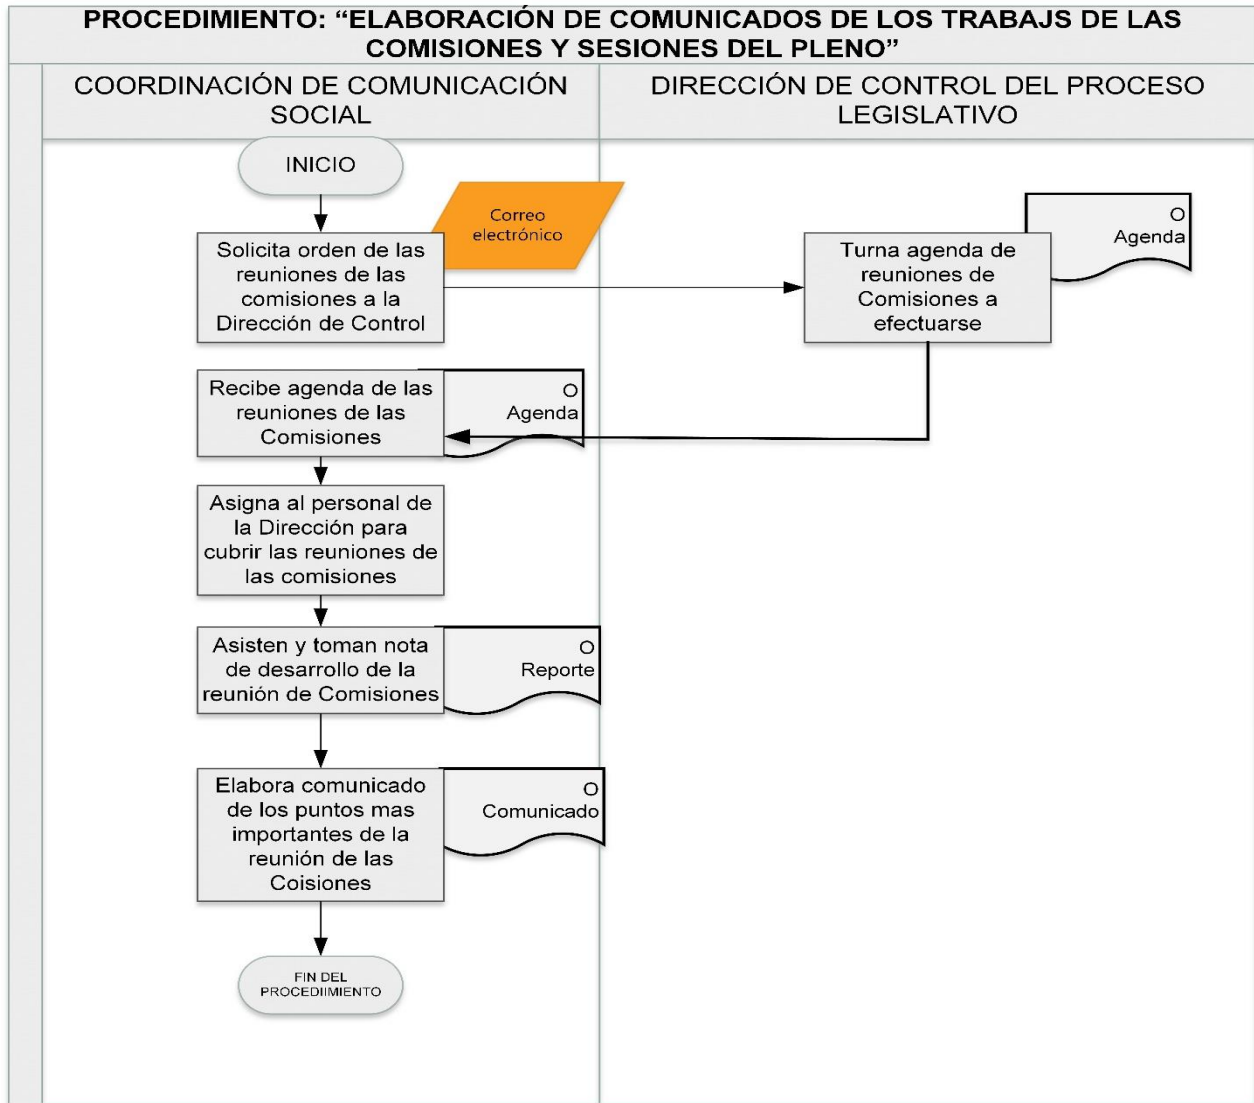 PROCEDIMIENTO: “ELABORACIÓN DE COMUNICADOS DE LOS TRABAJS DE LAS
COMISIONES Y SESIONES DEL PLENO”
COORDINACIÓN DE COMUNICACIÓN
SOCIAL
DIRECCIÓN DE CONTROL DEL PROCESO
LEGISLATIVO
INICIO
Correo
electrónico
Solicita orden de las
reuniones de las
comisiones a la
Dirección de Control
Turna agenda de
reuniones de
Comisiones a
efectuarse
O
Agenda
Recibe agenda de las
reuniones de las
Comisiones
O
Agenda
Asigna al personal de
la Dirección para
cubrir las reuniones de
las comisiones
Asisten y toman nota
de desarrollo de la
reunión de Comisiones
O
Reporte
Elabora comunicado
de los puntos mas
importantes de la
reunión de las
Coisiones
O
Comunicado
FIN DEL
PROCEDIIMIENTO